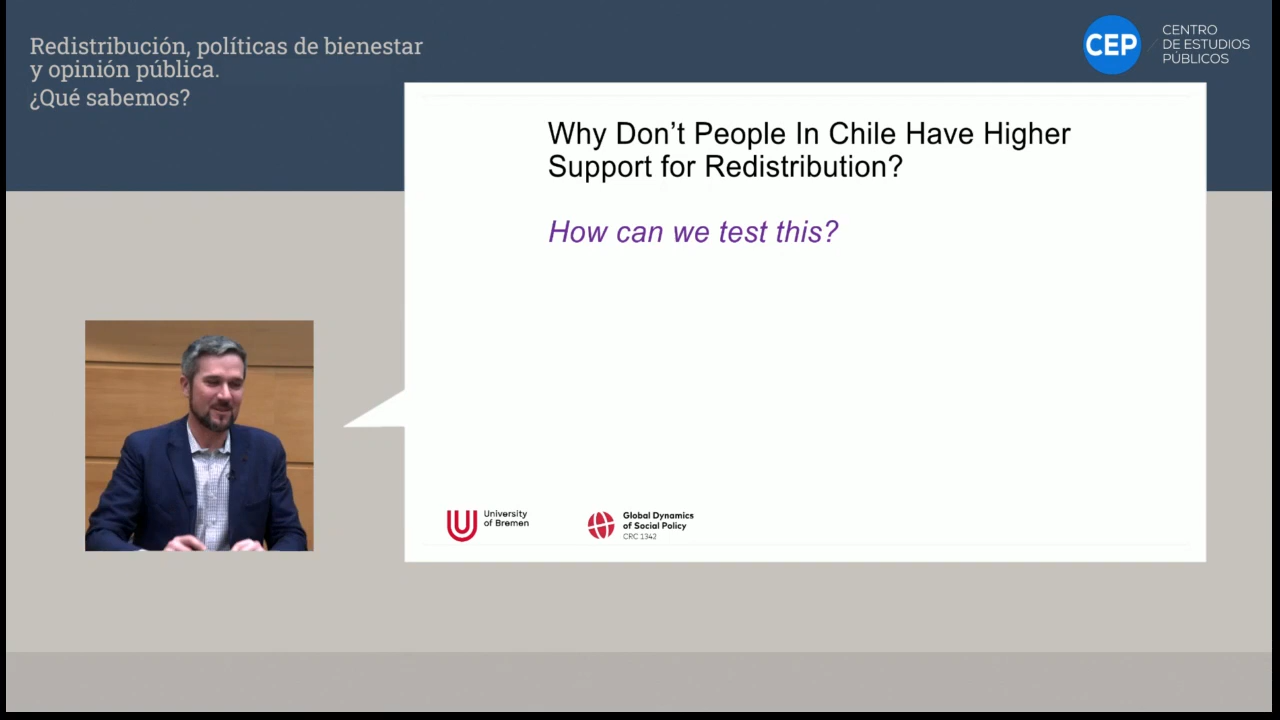 Redistribución, políticas de bienestar
y opinión pública.
¿Qué sabemos?
CEP
CENTRO
DE ESTUDIOS
PÚBLICOS
Why Don’t People In Chile Have Higher
Support for Redistribution?
How can we test this?
University
of Bremen
Global Dynamics
of Social Policy
CRC 1342